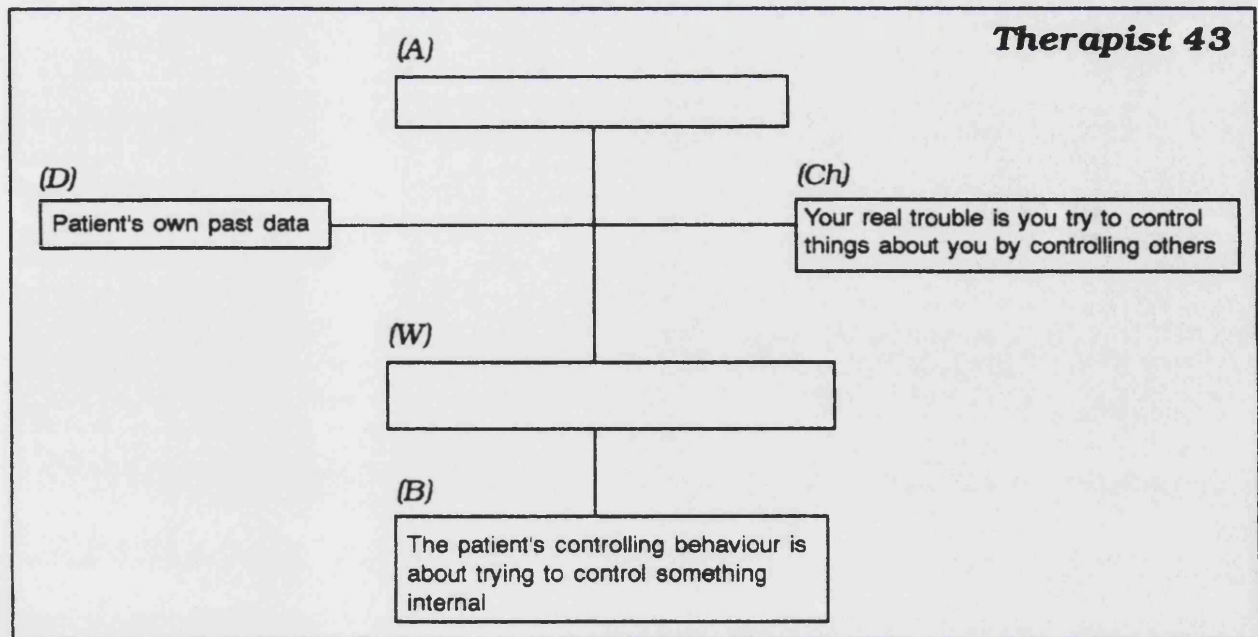 Therapist 43
(A)
(D)
Patient's own past data
(Ch)
Your real trouble is you try to control
things about you by controlling others
(W)
(B)
The patient's controlling behaviour is
about trying to control something
internal